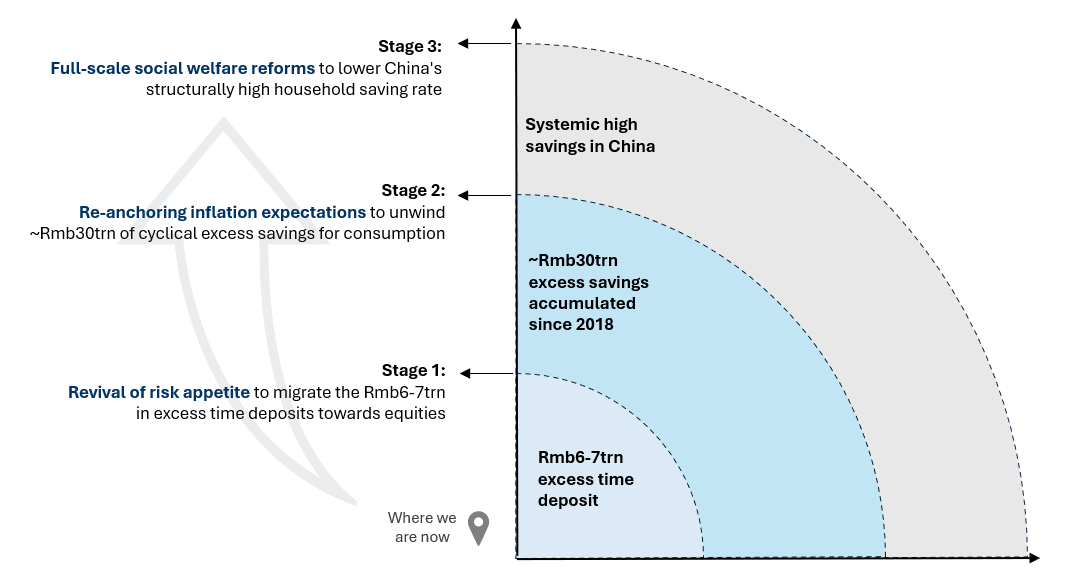 Stage 3:
Full-scale social welfare reforms to lower China's
structurally high household saving rate
Systemic high
savings in China
Stage 2:
Re-anchoring inflation expectations to unwind
~Rmb30trn of cyclical excess savings for consumption
~Rmb30trn
excess savings
accumulated
since 2018
Stage 1:
Revival of risk appetite to migrate the Rmb6-7trn
in excess time deposits towards equities
Rmb6-7trn
excess time
deposit
Where we
are now